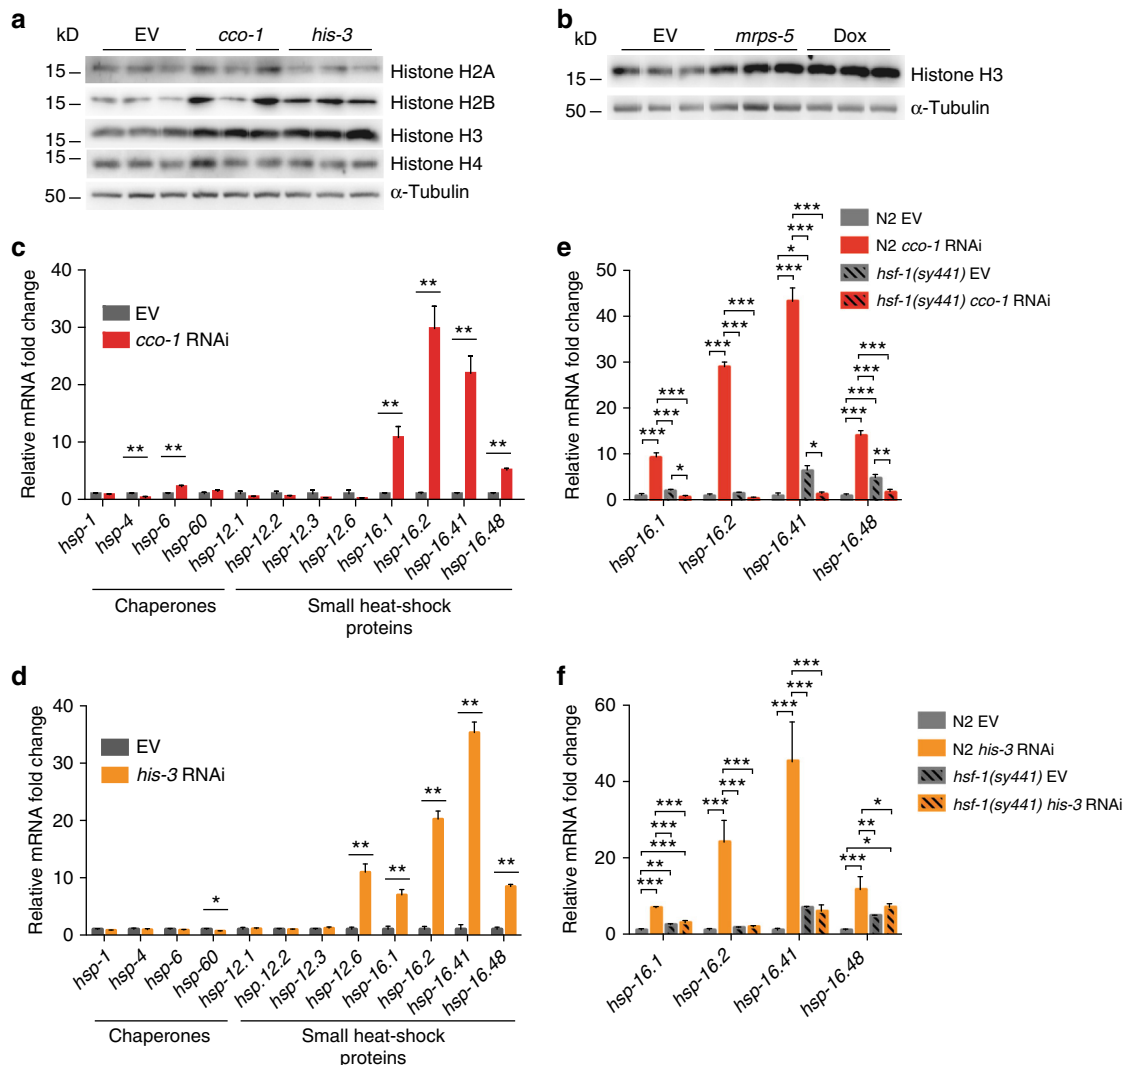 a
kD
EV
cco-1
his-3
15
Histone H2A
15
Histone H2B
15
Histone H3
15
Histone H4
50
α-Tubulin
b
kD
EV
mrps-5
Dox
15
Histone H3
50
α-Tubulin
c
Relative mRNA fold change
40
30
20
10
0
EV
cco-1 RNAi
**
**
**
**
**
**
hsp-1
hsp-4
hsp-6
hsp-60
hsp-12.1
hsp-12.2
hsp-12.3
hsp-12.6
hsp-16.1
hsp-16.2
hsp-16.41
hsp-16.48
Chaperones
Small heat-shock
proteins
e
Relative mRNA fold change
50
40
30
20
10
0
N2 EV
N2 cco-1 RNAi
hsf-1(sy441) EV
hsf-1(sy441) cco-1 RNAi
***
***
***
*
***
***
***
***
***
*
***
*
***
***
***
***
**
hsp-16.1
hsp-16.2
hsp-16.41
hsp-16.48
d
Relative mRNA fold change
40
30
20
10
0
EV
his-3 RNAi
*
**
**
**
**
**
hsp-1
hsp-4
hsp-6
hsp-60
hsp-12.1
hsp-12.2
hsp-12.3
hsp-12.6
hsp-16.1
hsp-16.2
hsp-16.41
hsp-16.48
Chaperones
Small heat-shock
proteins
f
Relative mRNA fold change
60
40
20
0
N2 EV
N2 his-3 RNAi
hsf-1(sy441) EV
hsf-1(sy441) his-3 RNAi
***
***
***
**
***
***
***
***
***
***
***
*
**
*
***
hsp-16.1
hsp-16.2
hsp-16.41
hsp-16.48